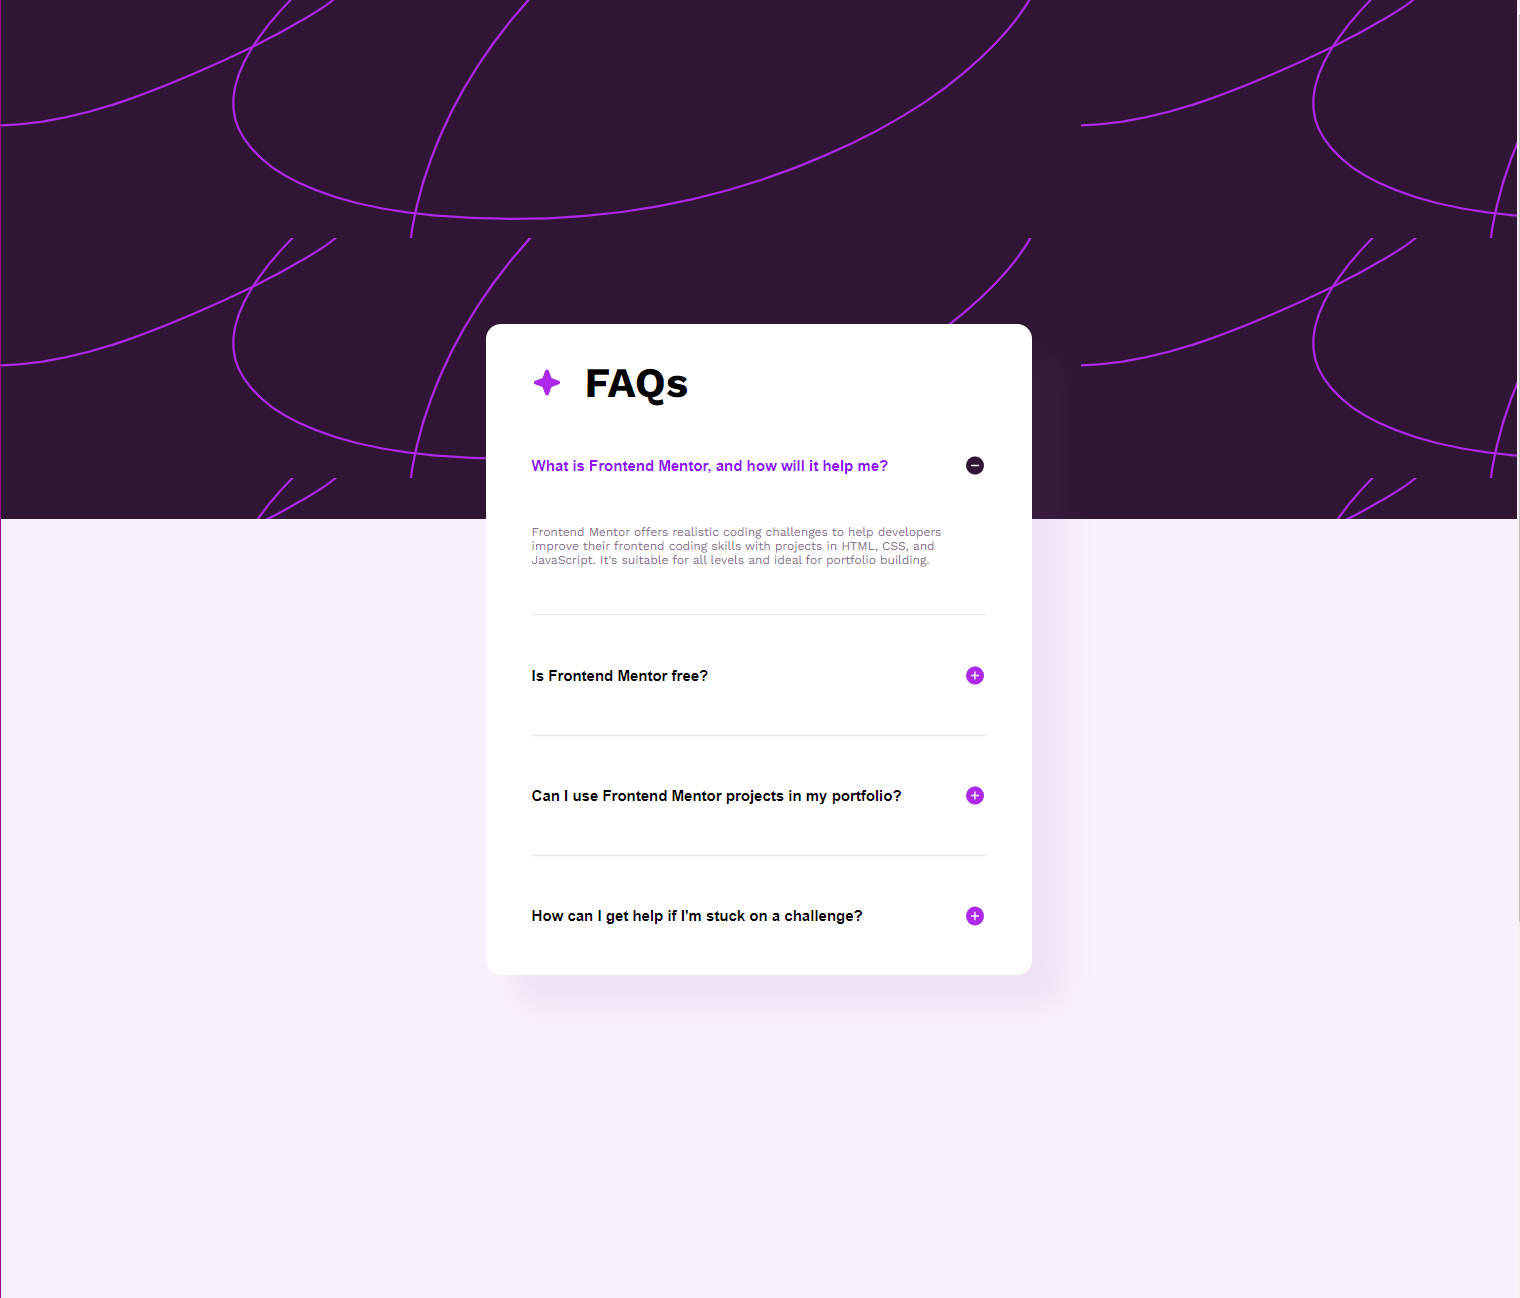 FAQs
What is Frontend Mentor, and how will it help me?
Frontend Mentor offers realistic coding challenges to help developers
improve their frontend coding skills with projects in HTML, CSS, and
JavaScript. It's suitable for all levels and ideal for portfolio building.
Is Frontend Mentor free?
Can I use Frontend Mentor projects in my portfolio?
How can I get help if I'm stuck on a challenge?